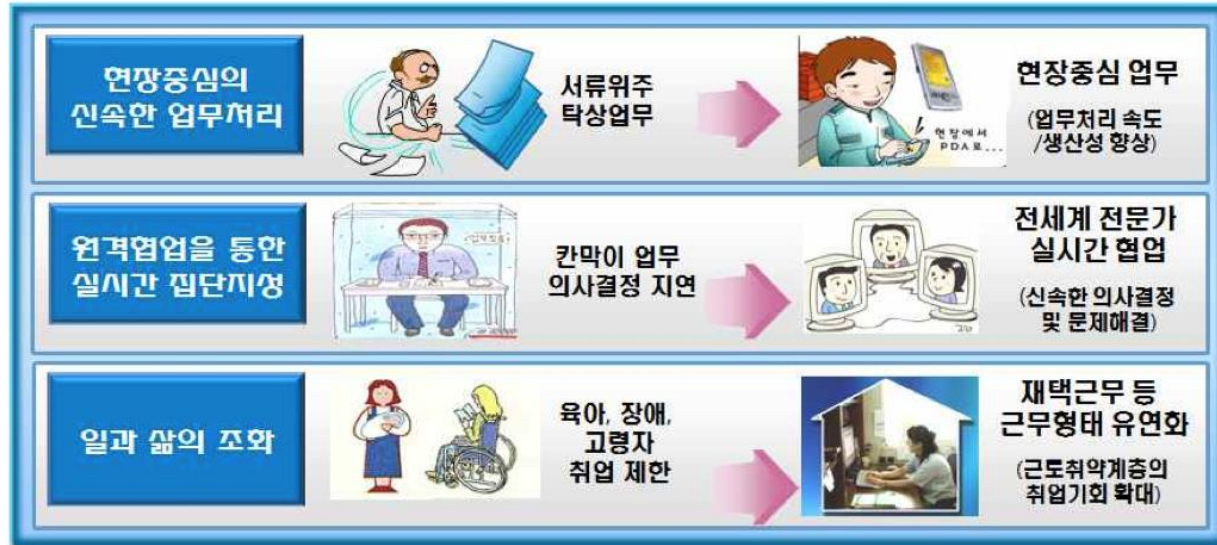 현장중심의
신속한 업무처리
서류위주
탁상업무
현장에서
PDA로...
현장중심 업무
(업무처리 속도
/생산성 향상)
원격협업을 통한
실시간 집단지성
칸막이 업무
의사결정 지연
전세계 전문가
실시간 협업
(신속한 의사결정
및 문제해결)
일과 삶의 조화
육아, 장애,
고령자
취업 제한
재택근무 등
근무형태 유연화
(근토취약계층의
취업기회 확대)